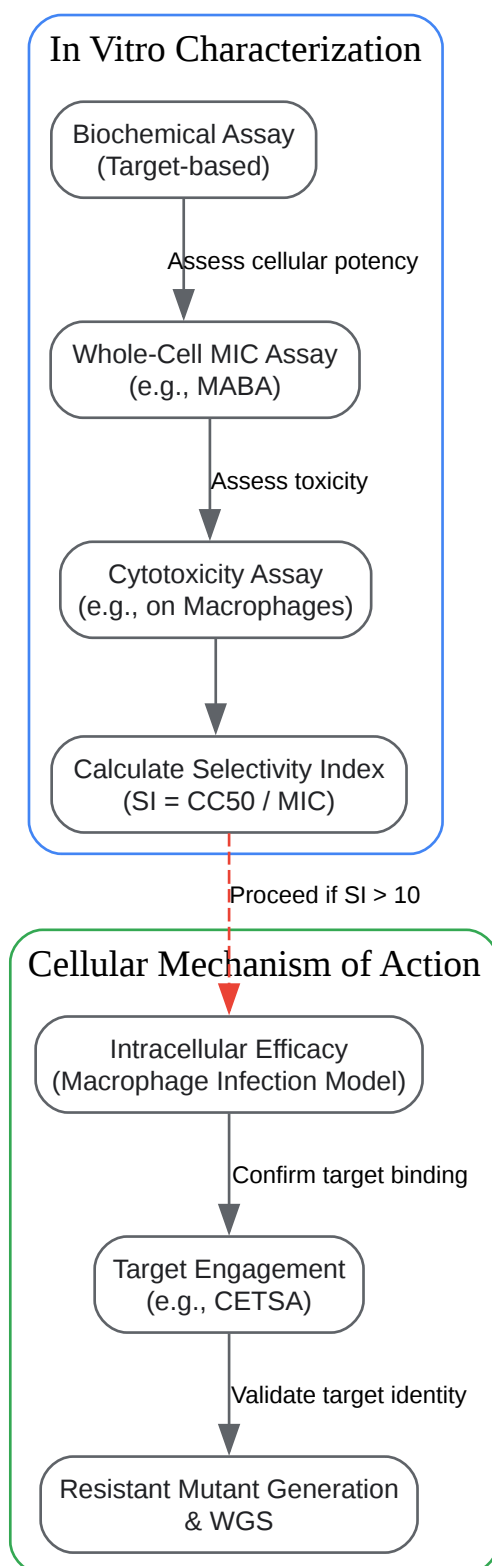 In Vitro Characterization
Biochemical Assay
(Target-based)
Assess cellular potency
Whole-Cell MIC Assay
(e.g., MABA)
Assess toxicity
Cytotoxicity Assay
(e.g., on Macrophages)
Calculate Selectivity Index
(SI = CC50 / MIC)
Proceed if SI > 10
Cellular Mechanism of Action
Intracellular Efficacy
(Macrophage Infection Model)
Confirm target binding
Target Engagement
(e.g., CETSA)
Validate target identity
Resistant Mutant Generation
& WGS